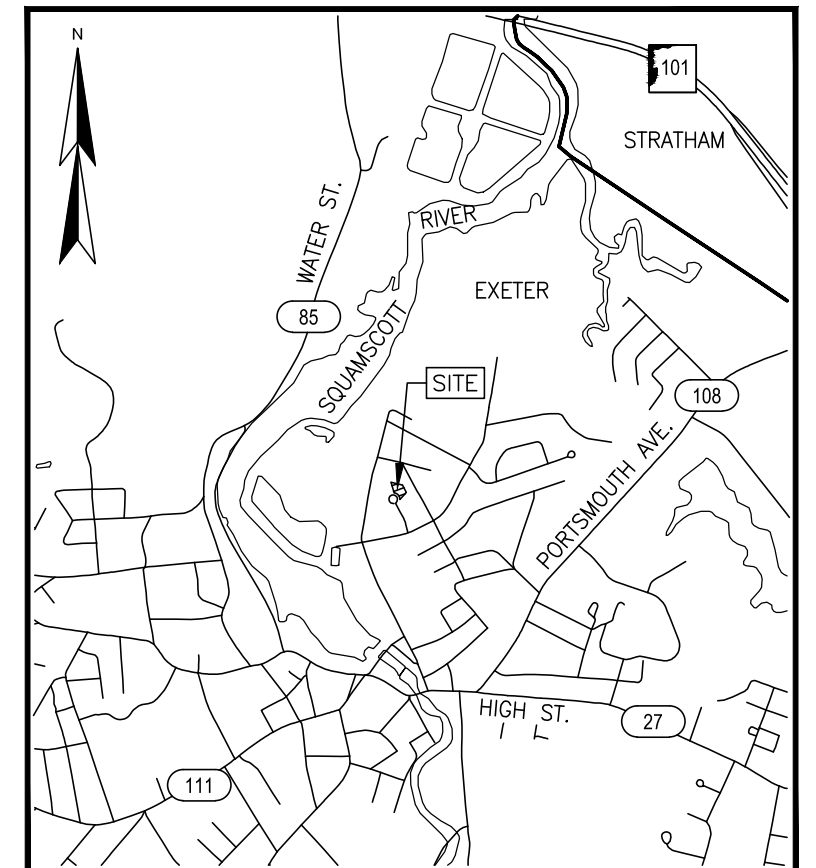 N
101
STRATHAM
WATER ST.
RIVER
EXETER
85
SQUAMSCOTT
SITE
108
PORTSMOUTH AVE.
HIGH ST.
27
111